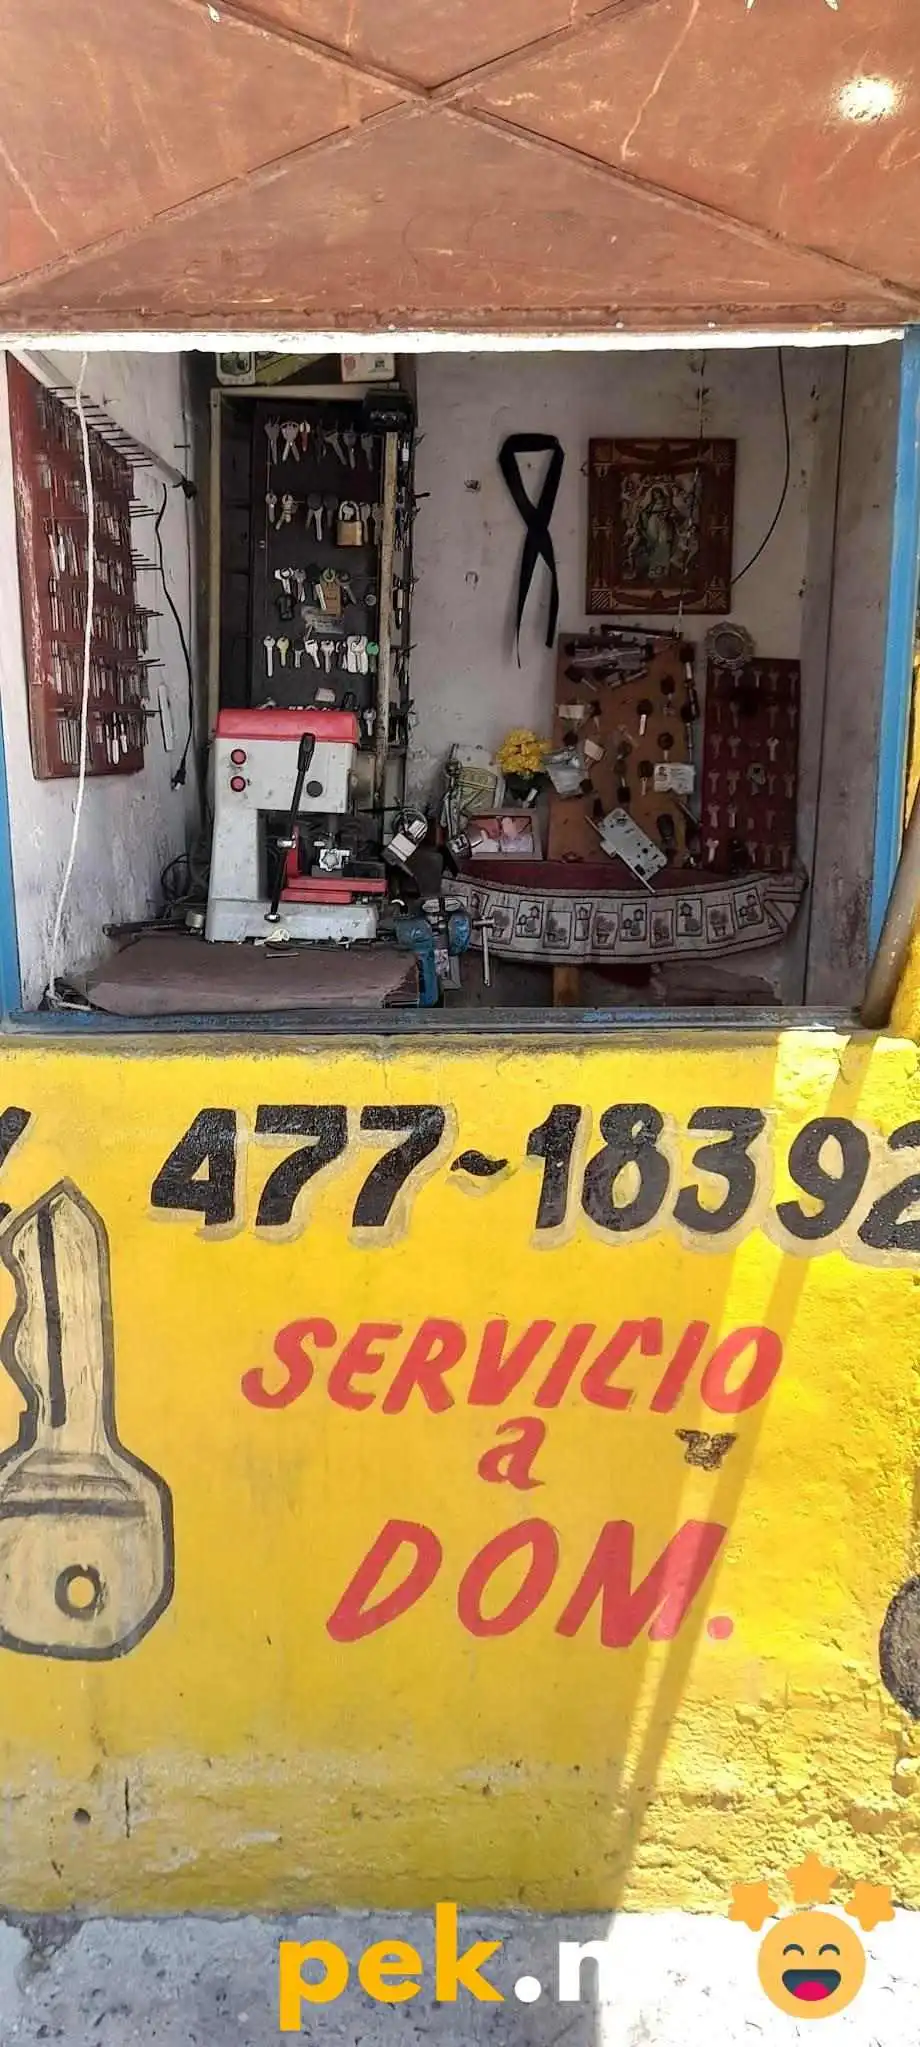 477~18392
SERVICIO
a
DOM.
pek.m